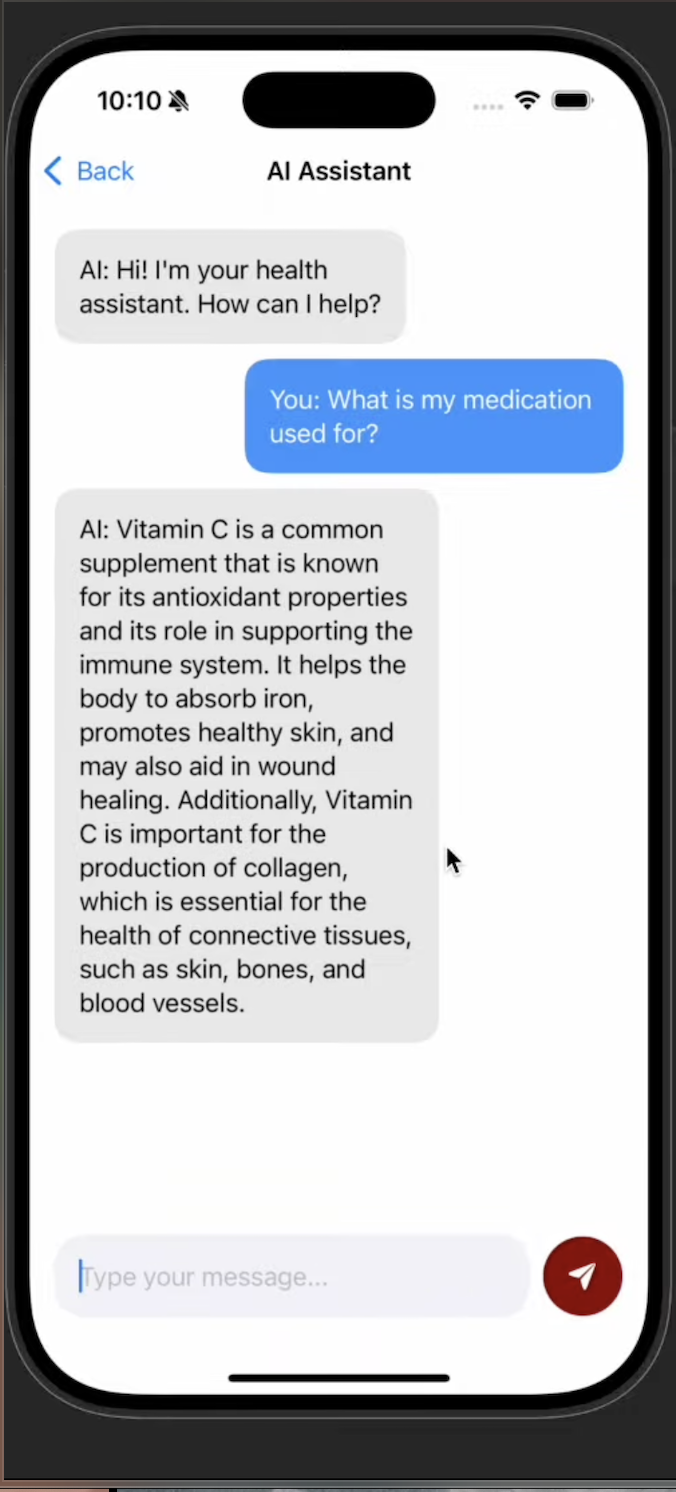 10:10
Back
AI Assistant
AI: Hi! I'm your health
assistant. How can I help?
You: What is my medication
used for?
AI: Vitamin C is a common
supplement that is known
for its antioxidant properties
and its role in supporting the
immune system. It helps the
body to absorb iron,
promotes healthy skin, and
may also aid in wound
healing. Additionally, Vitamin
C is important for the
production of collagen,
which is essential for the
health of connective tissues,
such as skin, bones, and
blood vessels.
Type your message...